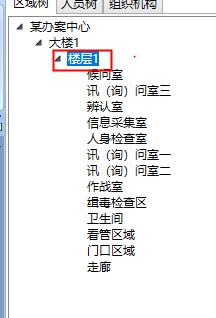 区域树 人员树 组织机构
某办案中心
大楼1
楼层1
候问室
讯（询）问室三
辨认室
信息采集室
人身检查室
讯（询）问室一
讯（询）问室二
作战室
缉毒检查区
卫生间
看管区域
门口区域
走廊